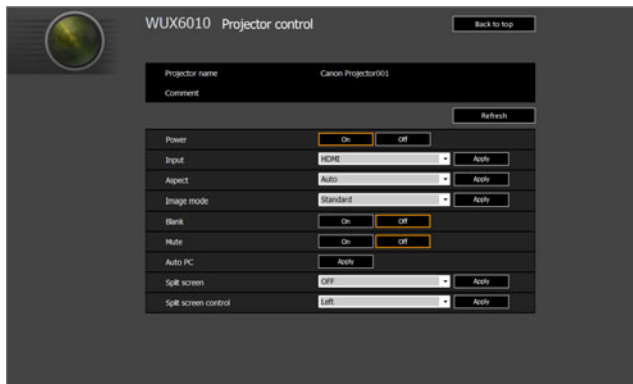 WUX6010 Projector control Back to top
Projector name Canon Projector001
Comment
Refresh
Power On Off
Input HDMI Apply
Aspect Auto Apply
Image mode Standard Apply
Blank On Off
Mute On Off
Auto PC Apply
Split screen OFF Apply
Split screen control Left Apply